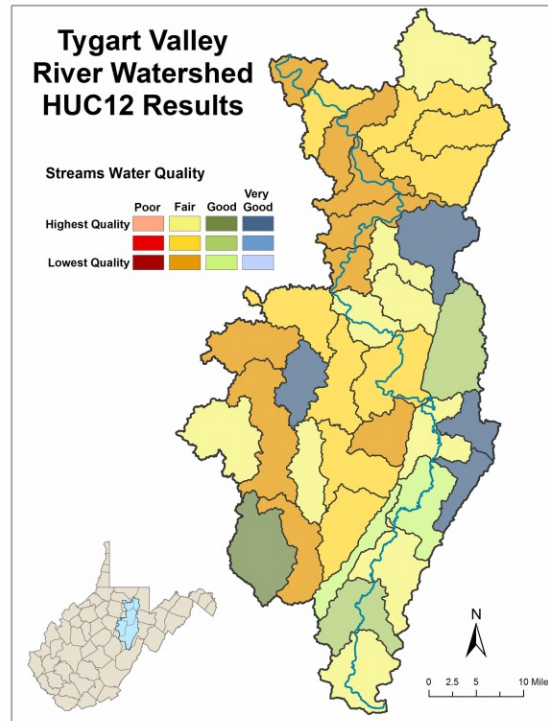 Tygart Valley
River Watershed
HUC12 Results
Streams Water Quality
Poor Fair Good Very Good
Highest Quality
Lowest Quality
N
0 2.5 5 10 Mile